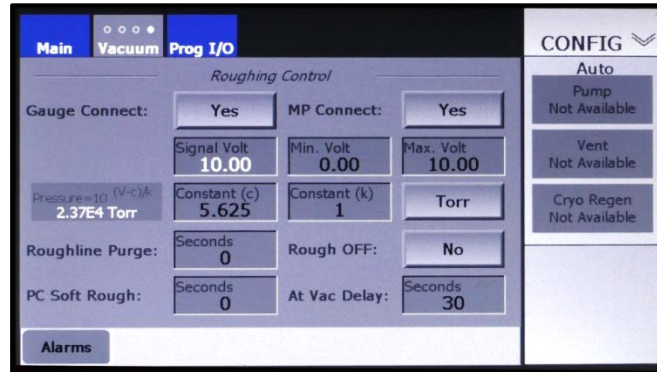 Main
Vacuum
Prog I/O
CONFIG
Roughing Control
Auto
Pump
Not Available
Gauge Connect:
Yes
MP Connect:
Yes
Signal Volt
10.00
Min. Volt
0.00
Max. Volt
10.00
Vent
Not Available
Pressure=10 (V-c)/k
2.37E4 Torr
Constant (c)
5.625
Constant (k)
1
Torr
Cryo Regen
Not Available
Roughline Purge:
Seconds
0
Rough OFF:
No
PC Soft Rough:
Seconds
0
At Vac Delay:
Seconds
30
Alarms